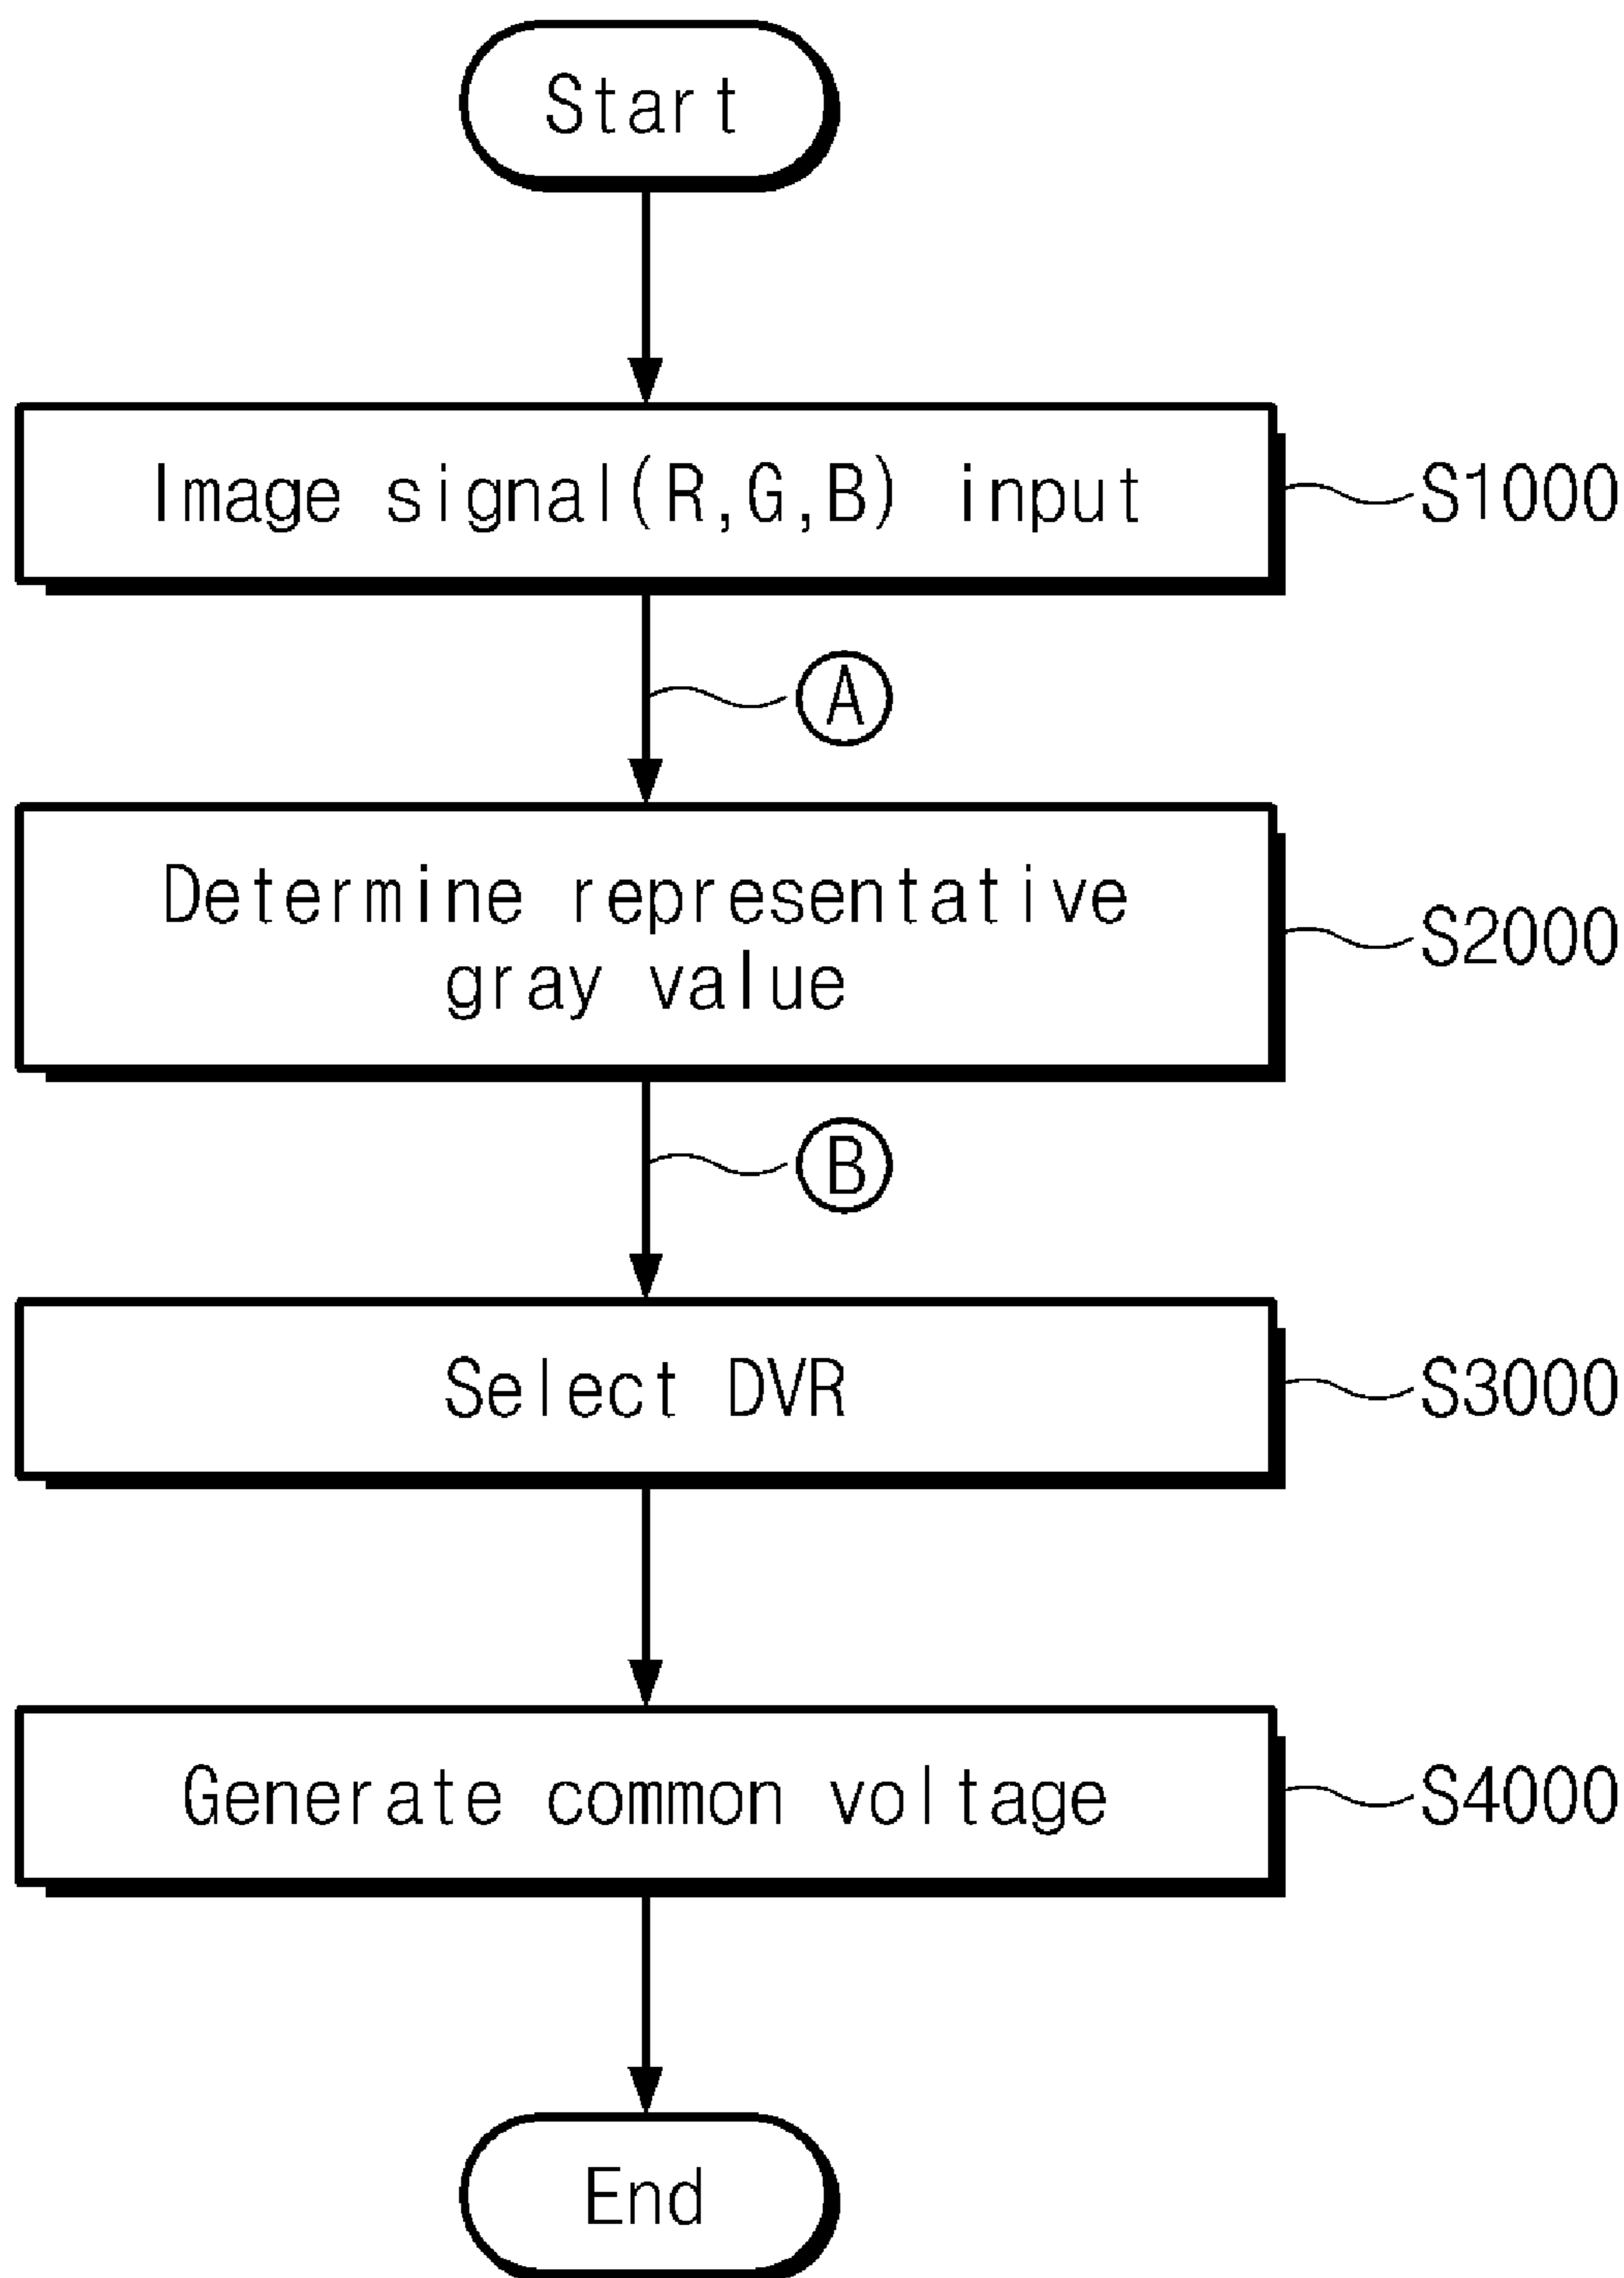 Start
Image signal(R,G,B) input
S1000
A
Determine representative
gray value
S2000
B
Select DVR
S3000
Generate common voltage
S4000
End